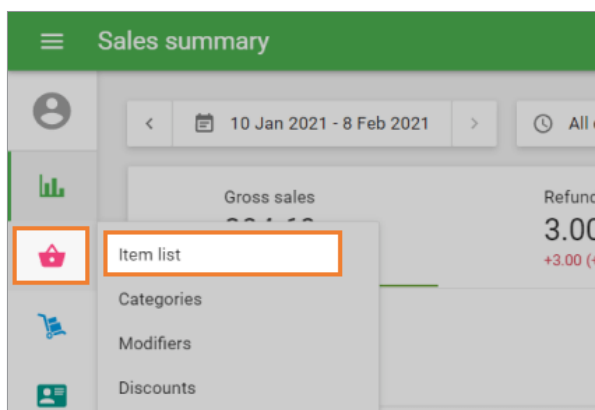 Sales summary
10 Jan 2021 - 8 Feb 2021
All
Gross sales
Refund
3.00
+3.00 (+
Item list
Categories
Modifiers
Discounts